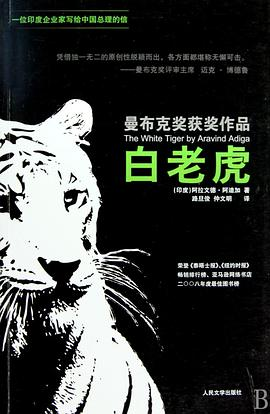 一位印度企业家写给中国总理的信
凭借独一无二的原创性脱颖而出，各方面都堪称无懈可击。
——曼布克奖评审主席 迈克·博德鲁
曼布克奖获奖作品
The White Tiger by Aravind Adiga
白老虎
(印度)阿拉文德·阿迪加 著
路旦俊 仲文明 译
荣登《泰晤士报》、《纽约时报》
畅销排行榜、亚马逊网络书店
二〇〇八年度最佳图书榜
人民文学出版社
B